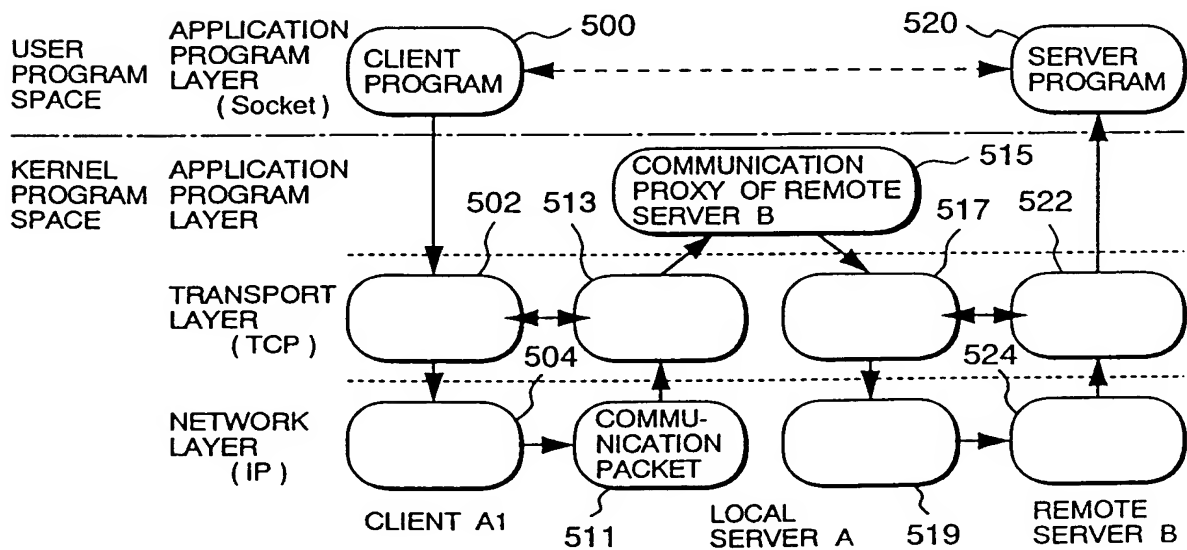 USER
PROGRAM
SPACE
APPLICATION
PROGRAM
LAYER
( Socket)
CLIENT
PROGRAM
500
520
SERVER
PROGRAM
KERNEL
PROGRAM
SPACE
APPLICATION
PROGRAM
LAYER
COMMUNICATION
PROXY OF REMOTE
SERVER B
515
502
513
517
522
TRANSPORT
LAYER
( TCP )
504
524
NETWORK
LAYER
( IP )
COMMU-
NICATION
PACKET
CLIENT A1
511
LOCAL
SERVER A
519
REMOTE
SERVER B